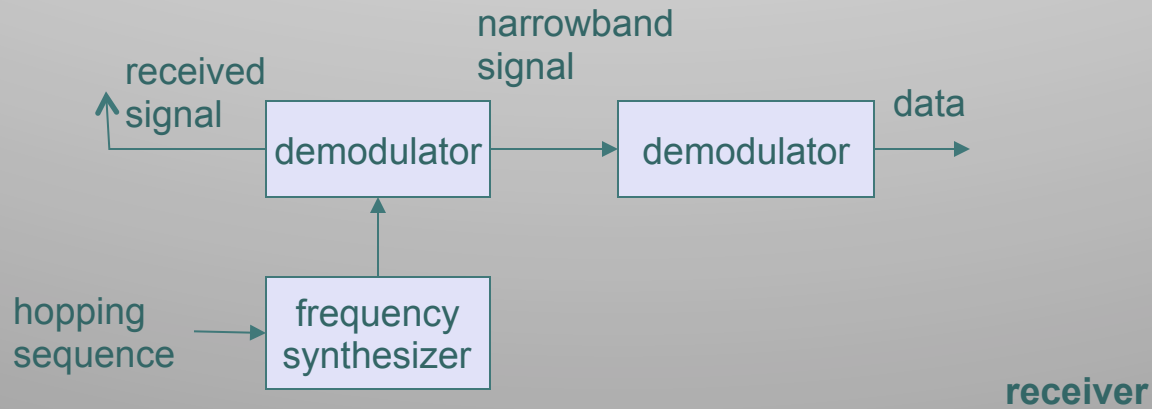 narrowband
signal
received
signal
data
demodulator
demodulator
hopping
sequence
frequency
synthesizer
receiver